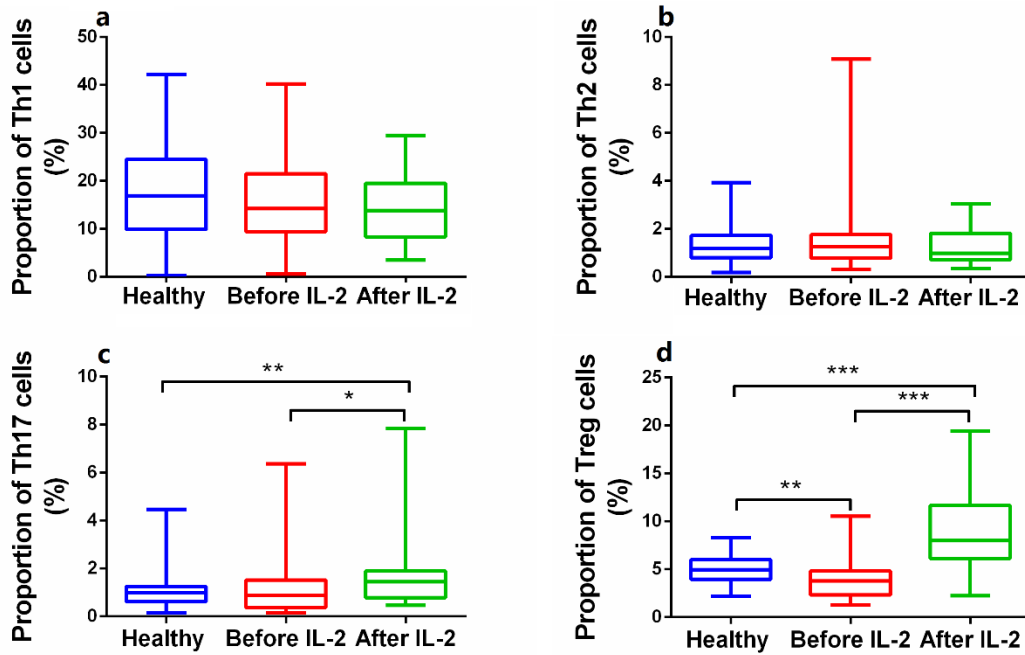 a
Proportion of Th1 cells
(%)
50
40
30
20
10
0
Healthy Before IL-2 After IL-2
b
Proportion of Th2 cells
(%)
10
8
6
4
2
0
Healthy Before IL-2 After IL-2
c
Proportion of Th17 cells
(%)
10
8
6
4
2
0
**
*
Healthy Before IL-2 After IL-2
d
Proportion of Treg cells
(%)
25
20
15
10
5
0
***
***
**
Healthy Before IL-2 After IL-2